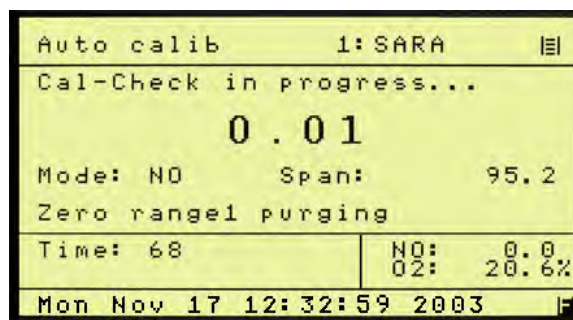 Auto calib 1:SARA
Cal-Check in progress...
0.01
Mode: NO Span: 95.2
Zero range1 purging
Time: 68
NO: 0.0
O2: 20.6%
Mon Nov 17 12:32:59 2003